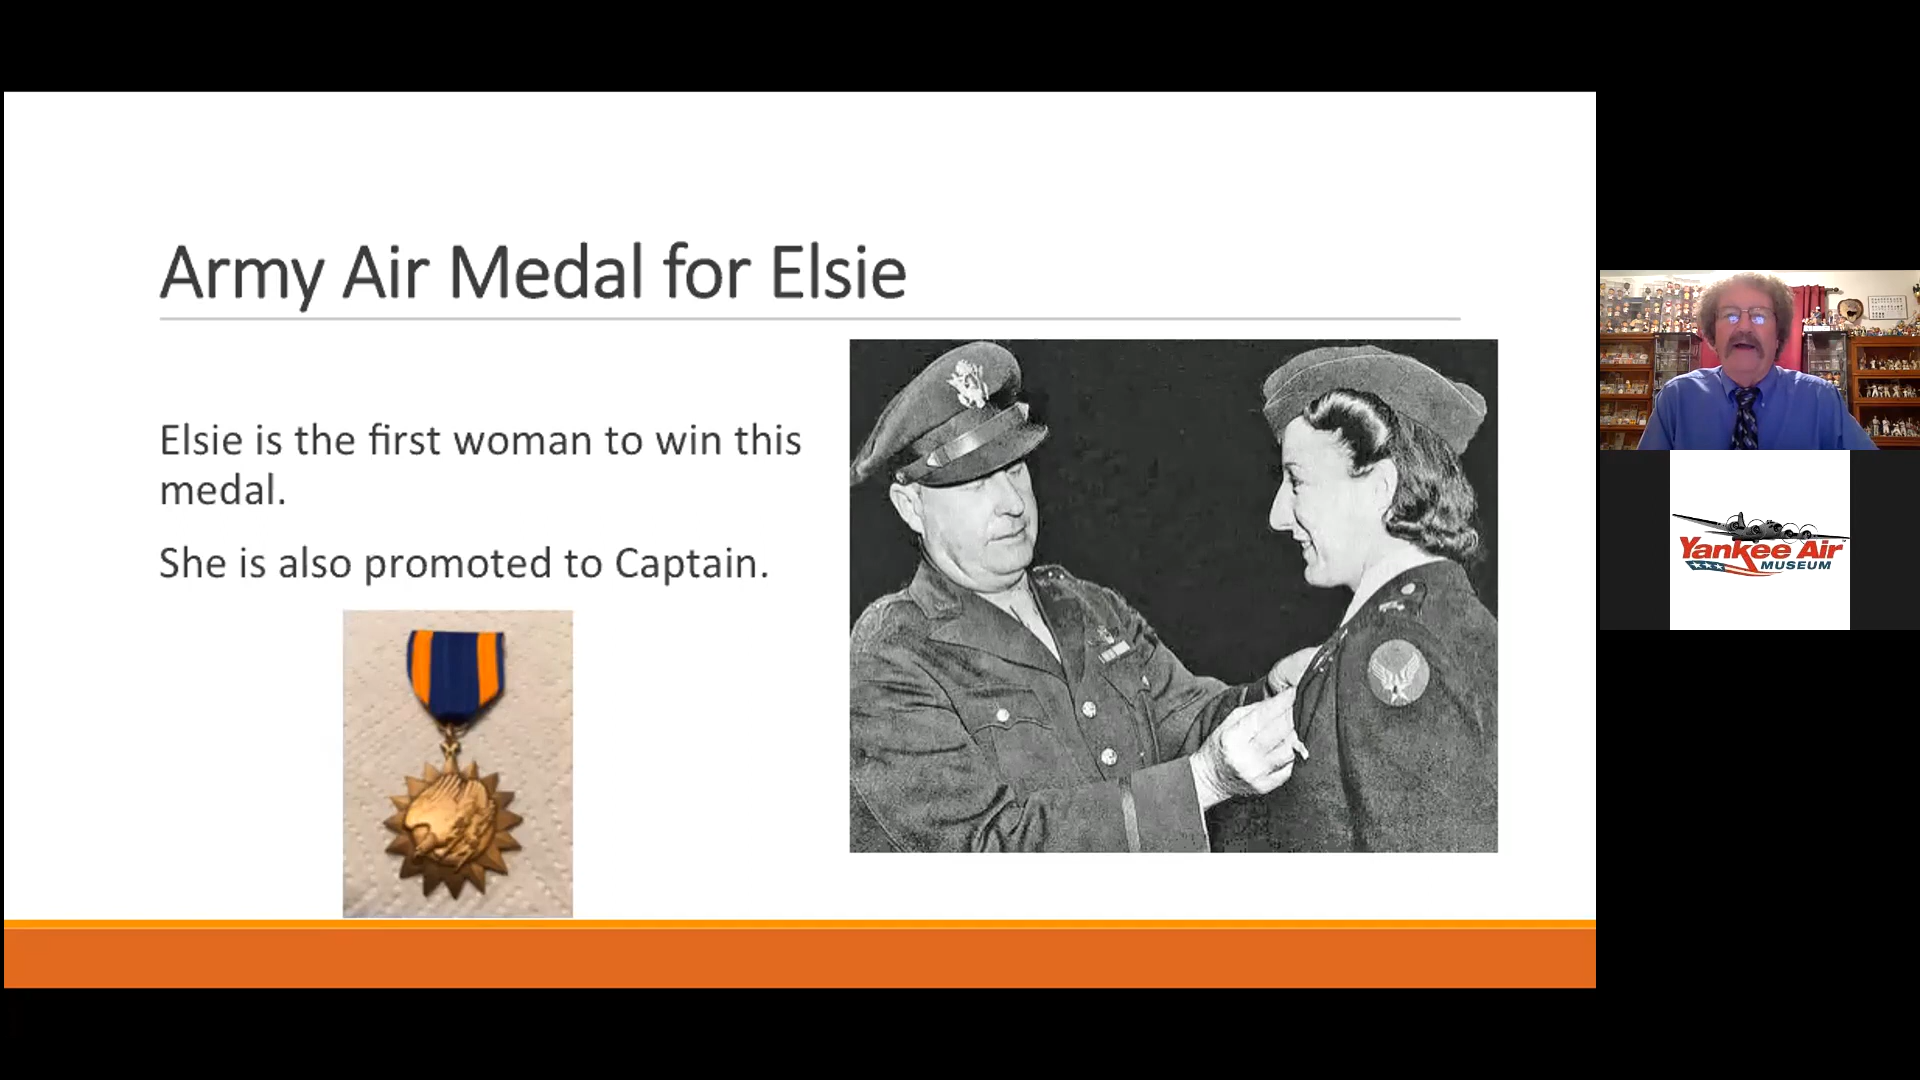 Army Air Medal for Elsie
Elsie is the first woman to win this
medal.
She is also promoted to Captain.
Yankee Air
MUSEUM